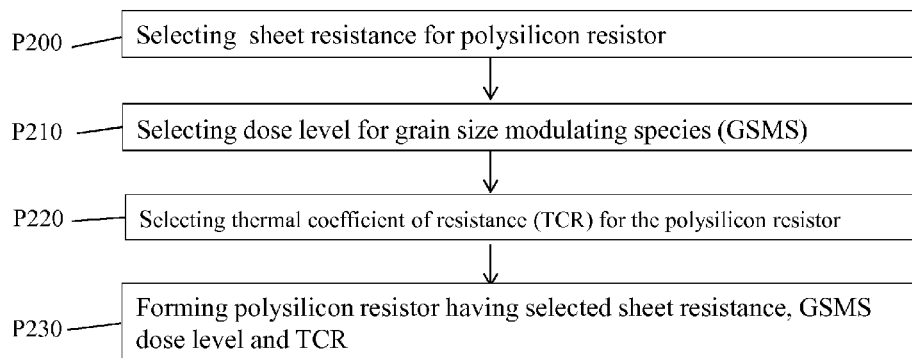 P200 Selecting sheet resistance for polysilicon resistor
P210 Selecting dose level for grain size modulating species (GSMS)
P220 Selecting thermal coefficient of resistance (TCR) for the polysilicon resistor
P230 Forming polysilicon resistor having selected sheet resistance, GSMS
dose level and TCR